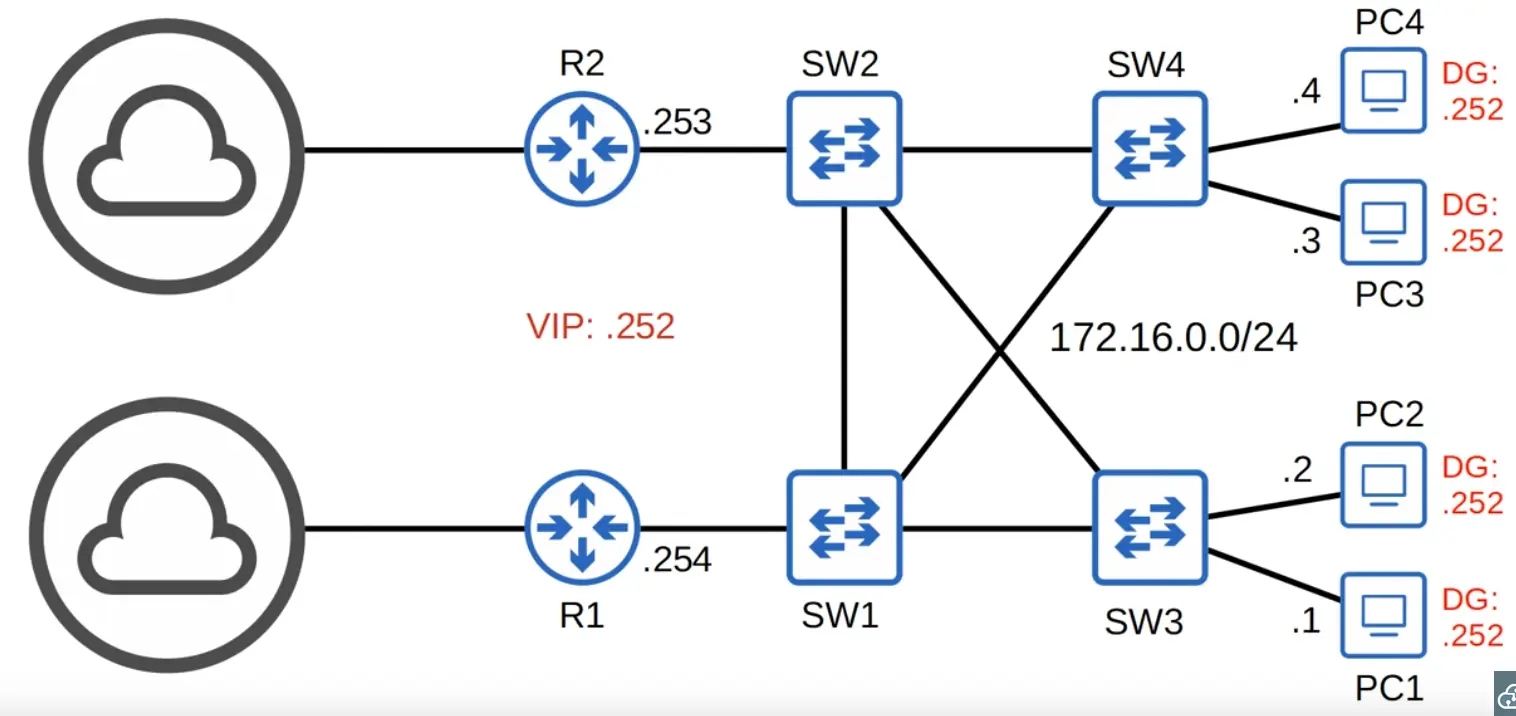 PC4
R2
SW2
SW4
DG:
.252
.4
.253
DG:
.252
.3
PC3
VIP: .252
172.16.0.0/24
PC2
DG:
.252
.2
.254
R1
SW1
SW3
DG:
.252
.1
PC1